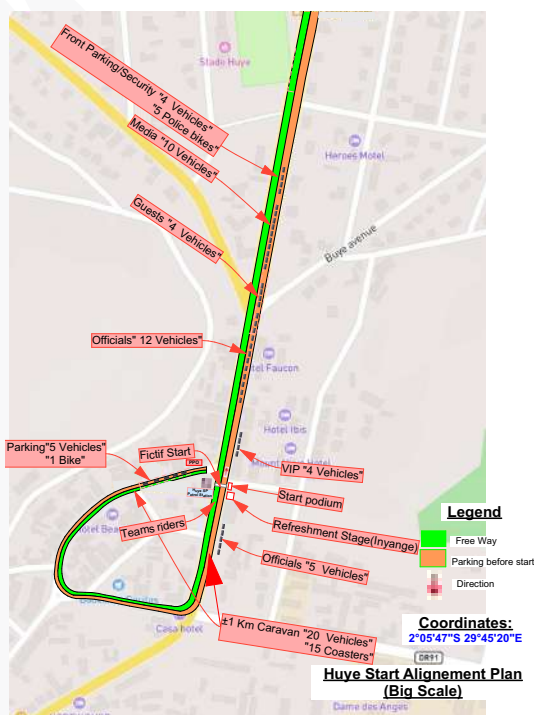 Stade Huye
Front Parking/Security "4 Vehicles"
"5 Police bikes"
Media "10 Vehicles"
Heroes Motel
Guests "4 Vehicles"
Buye avenue
Officials" 12 Vehicles"
tel Faucon
Hotel Ibis
Parking"5 Vehicles"
"1 Bike"
Fictif Start
PPO
VIP "4 Vehicles"
Start podium
Teams riders
Refreshment Stage(Inyange)
Officials "5 Vehicles"
Casa hotel
±1 Km Caravan "20 Vehicles"
"15 Coasters"
Legend
Free Way
Parking before start
Direction
Coordinates:
2°05'47"S 29°45'20"E
DR91
Huye Start Alignement Plan
(Big Scale)
Dame des Anges